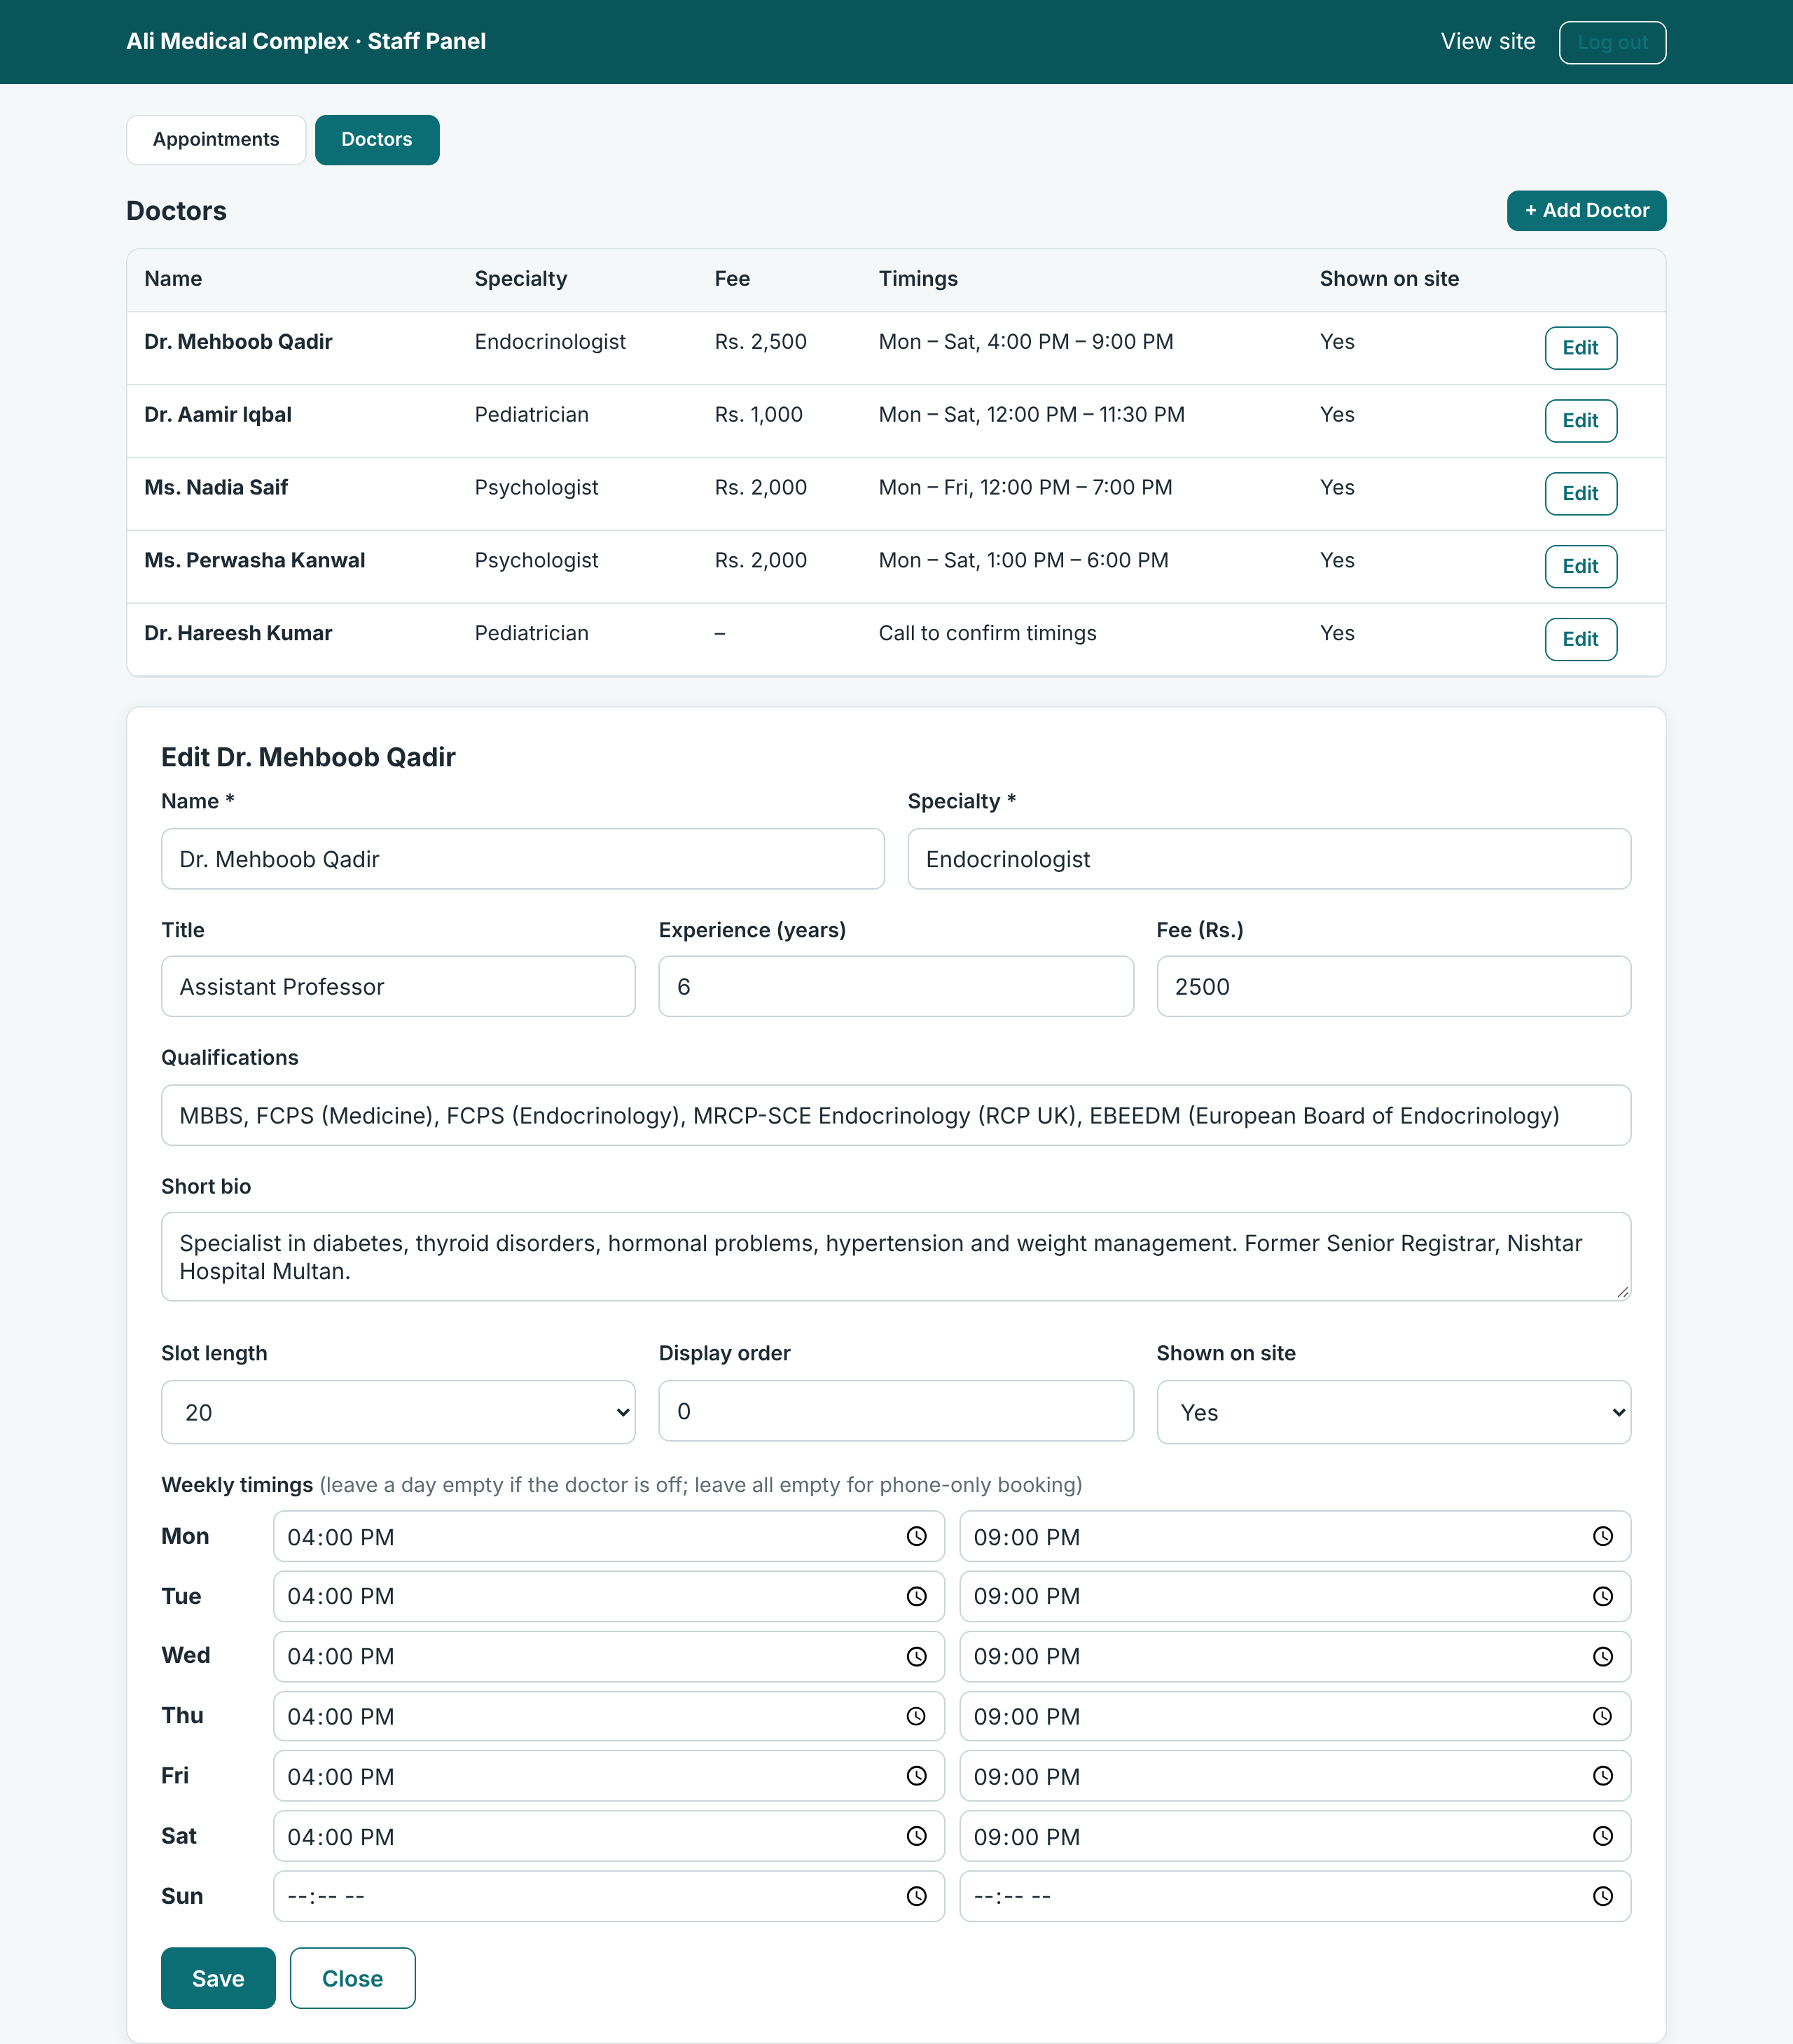 Ali Medical Complex · Staff Panel
View site
Log out
Appointments
Doctors
Doctors
+ Add Doctor
Name Specialty Fee Timings Shown on site
Dr. Mehboob Qadir Endocrinologist Rs. 2,500 Mon – Sat, 4:00 PM – 9:00 PM Yes Edit
Dr. Aamir Iqbal Pediatrician Rs. 1,000 Mon – Sat, 12:00 PM – 11:30 PM Yes Edit
Ms. Nadia Saif Psychologist Rs. 2,000 Mon – Fri, 12:00 PM – 7:00 PM Yes Edit
Ms. Perwasha Kanwal Psychologist Rs. 2,000 Mon – Sat, 1:00 PM – 6:00 PM Yes Edit
Dr. Hareesh Kumar Pediatrician – Call to confirm timings Yes Edit
Edit Dr. Mehboob Qadir
Name * Specialty *
Dr. Mehboob Qadir Endocrinologist
Title Experience (years) Fee (Rs.)
Assistant Professor 6 2500
Qualifications
MBBS, FCPS (Medicine), FCPS (Endocrinology), MRCP-SCE Endocrinology (RCP UK), EBEEDM (European Board of Endocrinology)
Short bio
Specialist in diabetes, thyroid disorders, hormonal problems, hypertension and weight management. Former Senior Registrar, Nishtar
Hospital Multan.
Slot length Display order Shown on site
20 0 Yes
Weekly timings (leave a day empty if the doctor is off; leave all empty for phone-only booking)
Mon 04:00 PM 09:00 PM
Tue 04:00 PM 09:00 PM
Wed 04:00 PM 09:00 PM
Thu 04:00 PM 09:00 PM
Fri 04:00 PM 09:00 PM
Sat 04:00 PM 09:00 PM
Sun --:-- -- --:-- --
Save Close